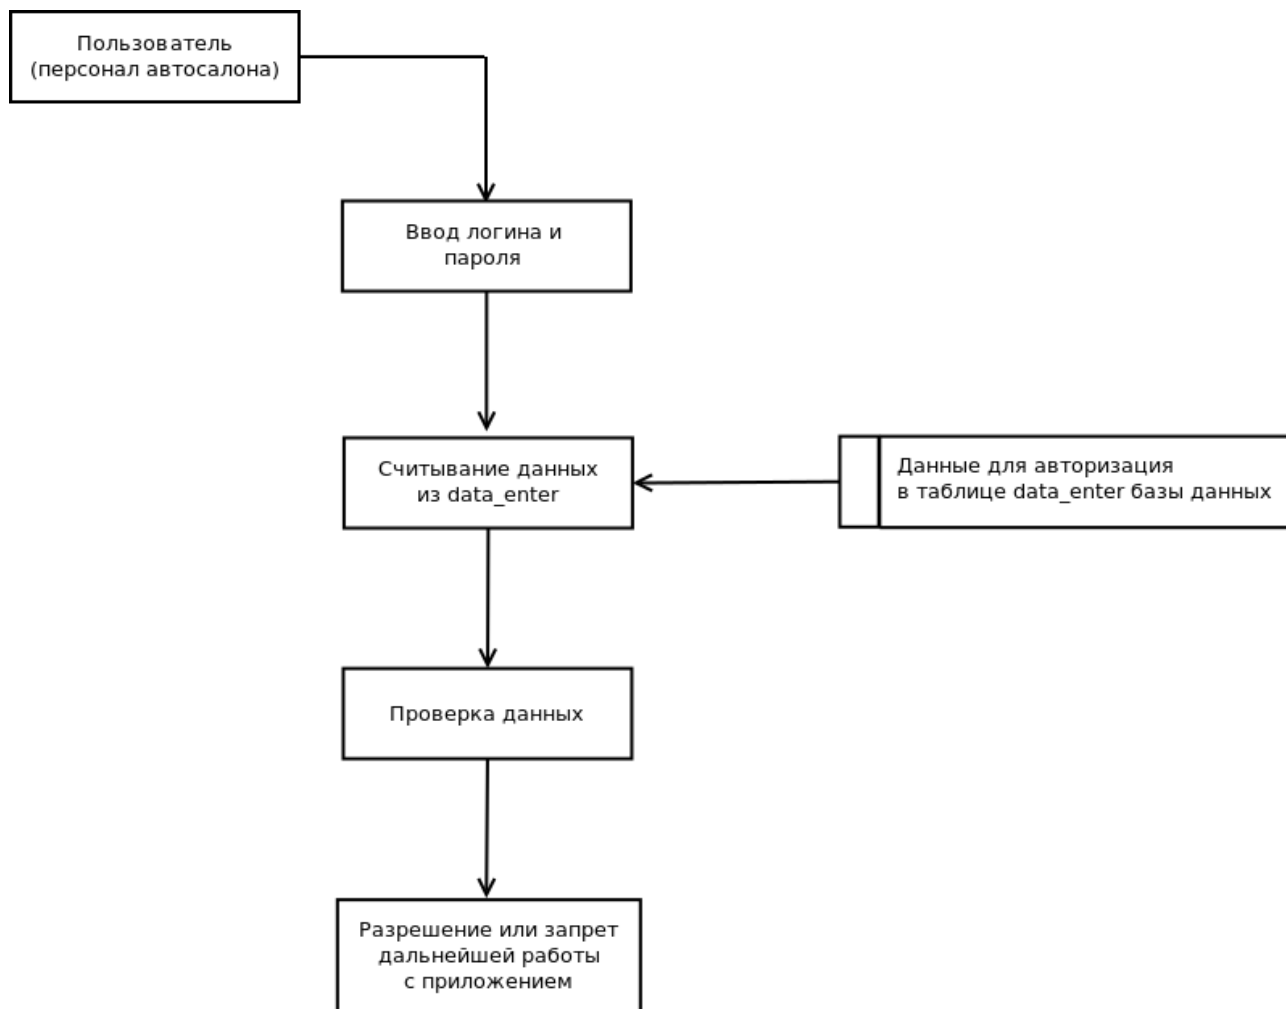 Пользователь
(персонал автосалона)
Ввод логина и
пароля
Считывание данных
из data_enter
Данные для авторизация
в таблице data_enter базы данных
Проверка данных
Разрешение или запрет
дальнейшей работы
с приложением